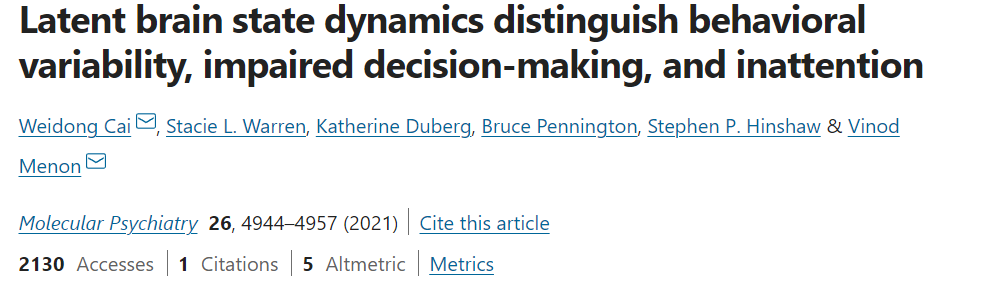 Latent brain state dynamics distinguish behavioral
variability, impaired decision-making, and inattention
Weidong Cai, Stacie L. Warren, Katherine Duberg, Bruce Pennington, Stephen P. Hinshaw & Vinod
Menon
Molecular Psychiatry 26, 4944–4957 (2021) Cite this article
2130 Accesses 1 Citations 5 Altmetric Metrics